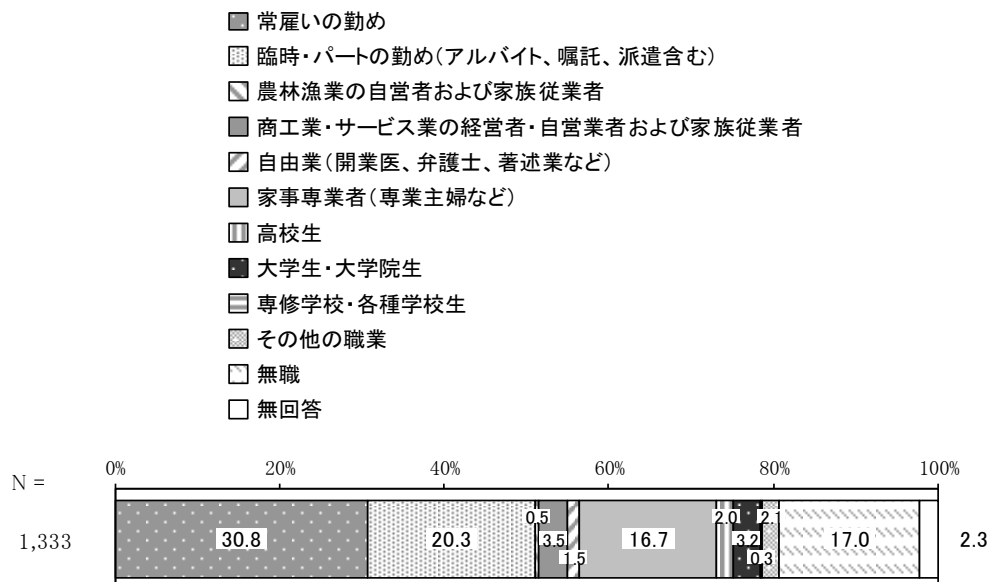 常雇いの勤め
臨時・パートの勤め(アルバイト、嘱託、派遣含む)
農林漁業の自営者および家族従業者
商工業・サービス業の経営者・自営業者および家族従業者
自由業(開業医、弁護士、著述業など)
家事専業者(専業主婦など)
高校生
大学生・大学院生
専修学校・各種学校生
その他の職業
無職
無回答
N = 0% 20% 40% 60% 80% 100%
1,333 30.8 20.3 0.5 3.5 1.5 16.7 2.0 3.2 0.3 2.1 17.0 2.3